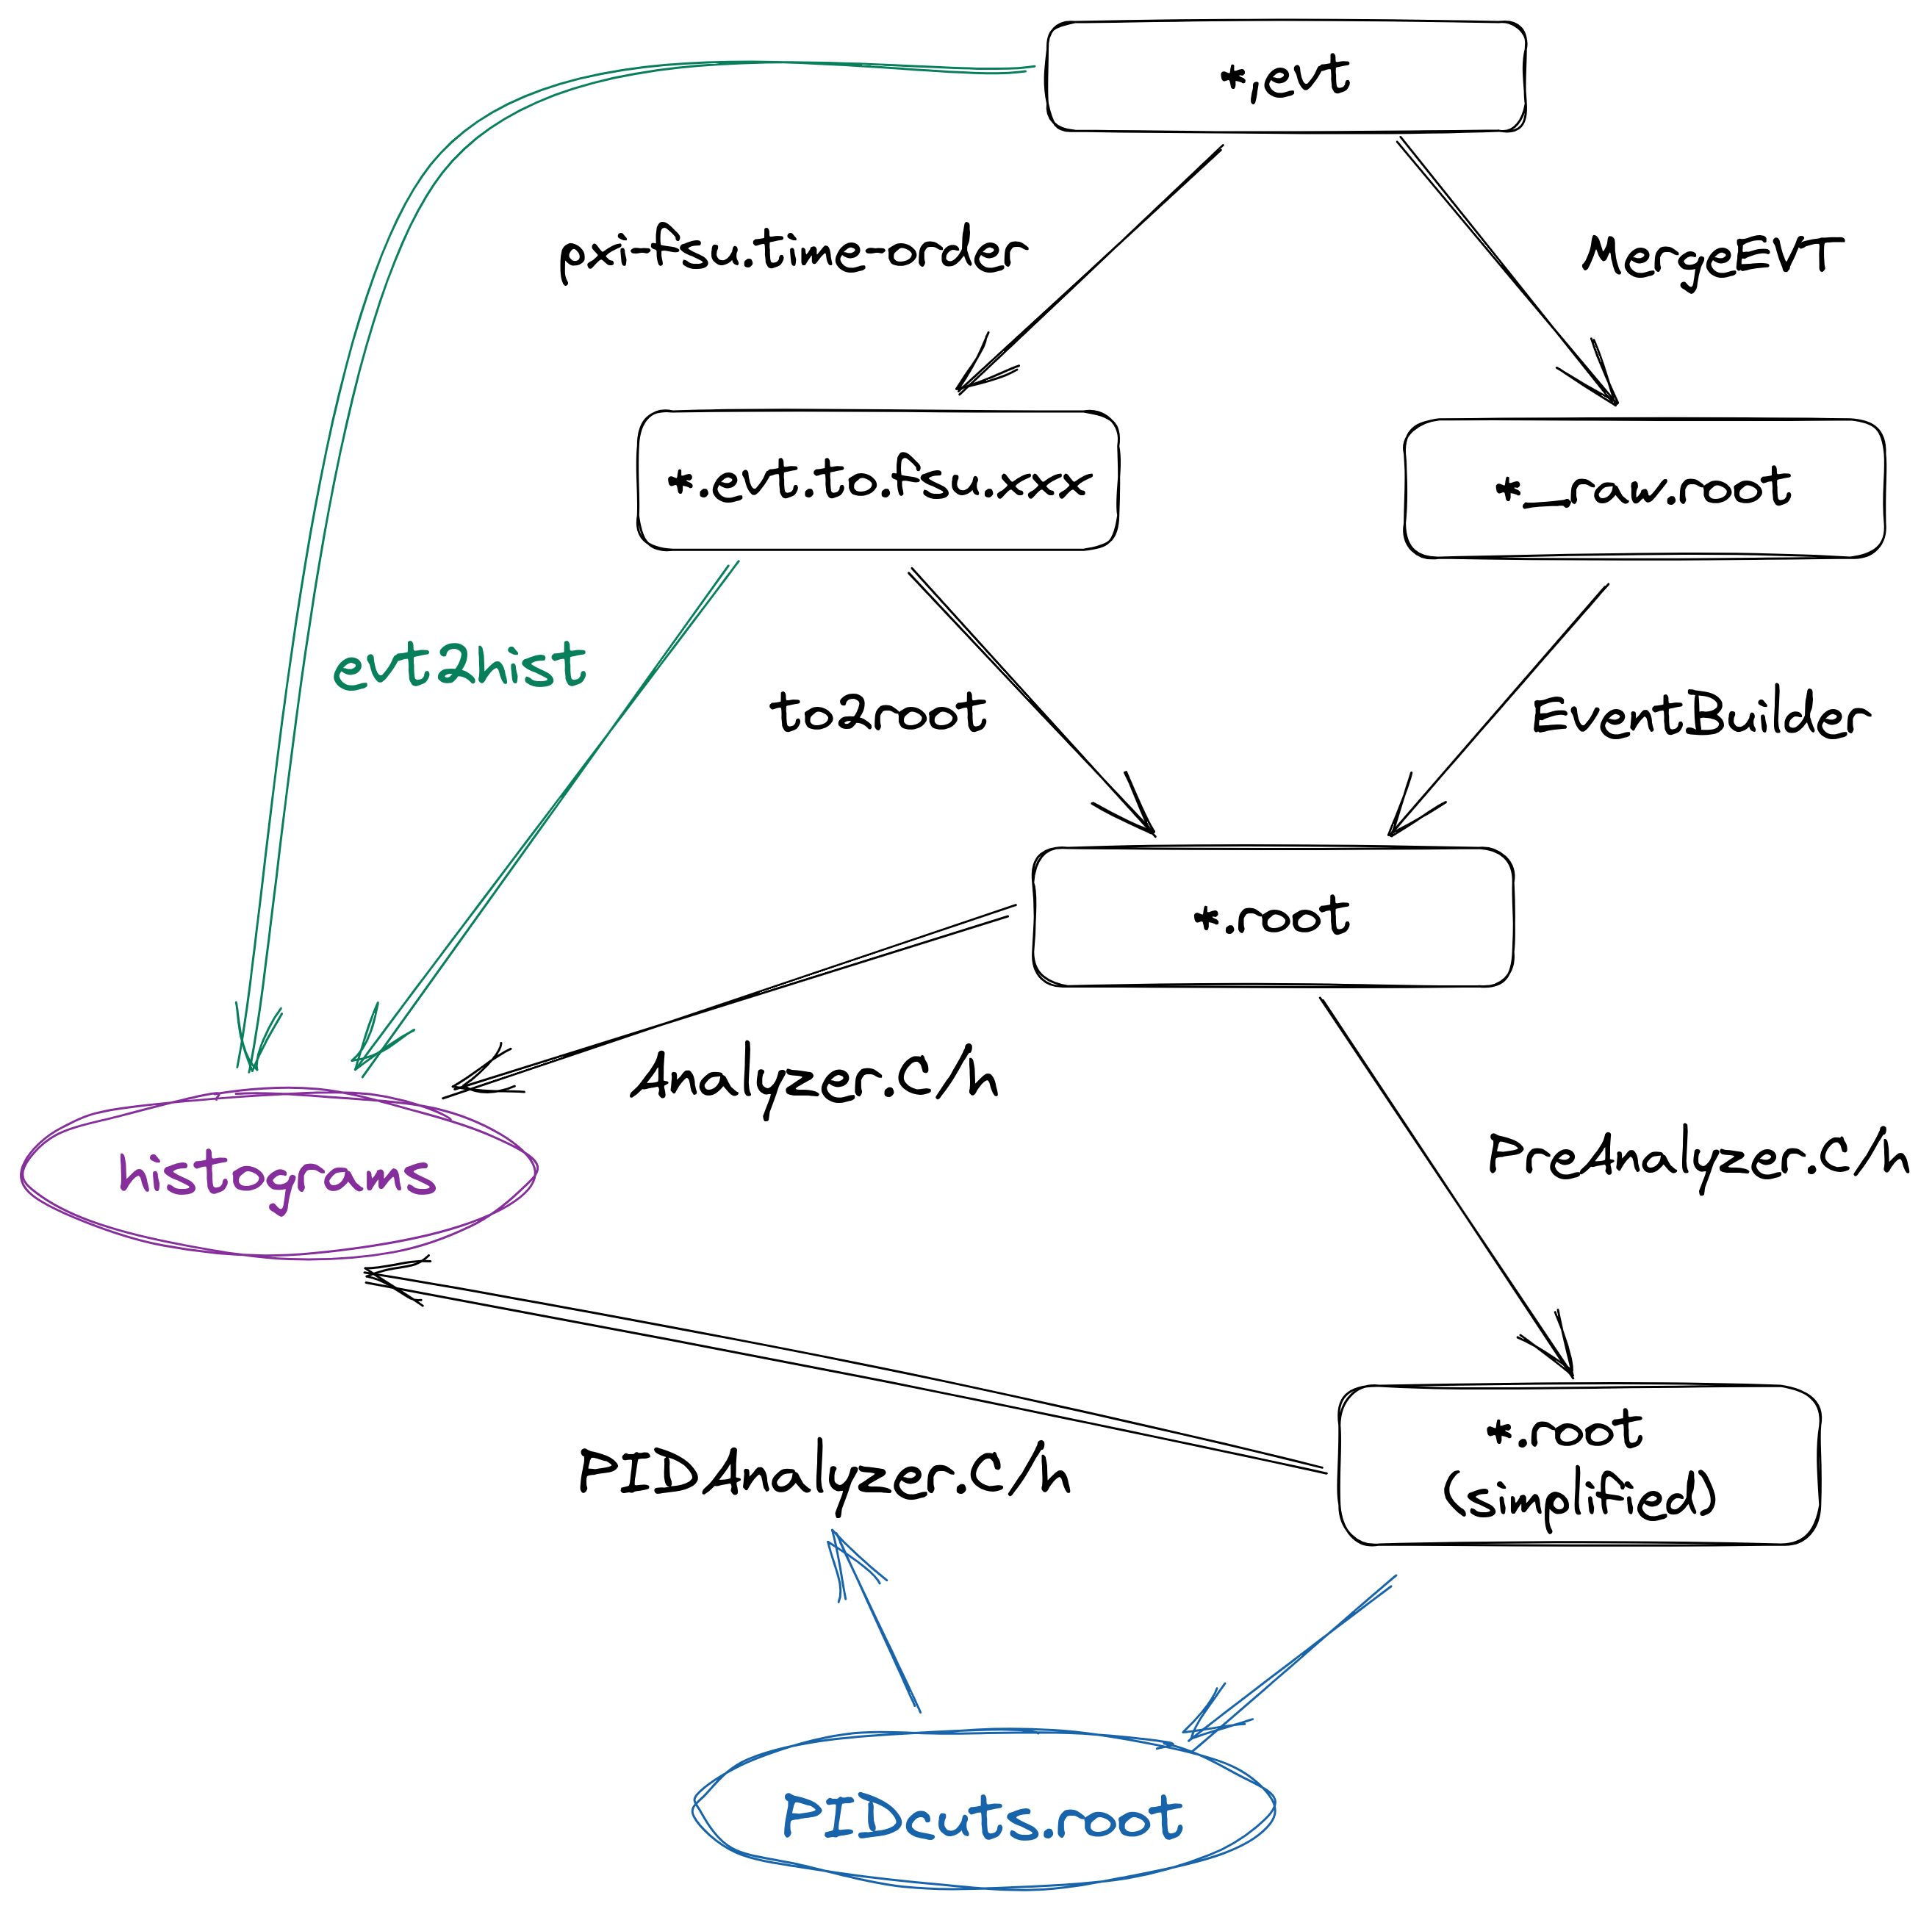 *,evt
pxi-fsu.time-order
MergeEVT
*.evt.to.fsu.xxx
*_raw.root
evt2hist
to2root
EventBuilder
*.root
Analyzer.C/h
PreAnalyzer.C/h
histograms
*.root
(simplified)
PIDAnalyzer.C/h
PIDcuts.root